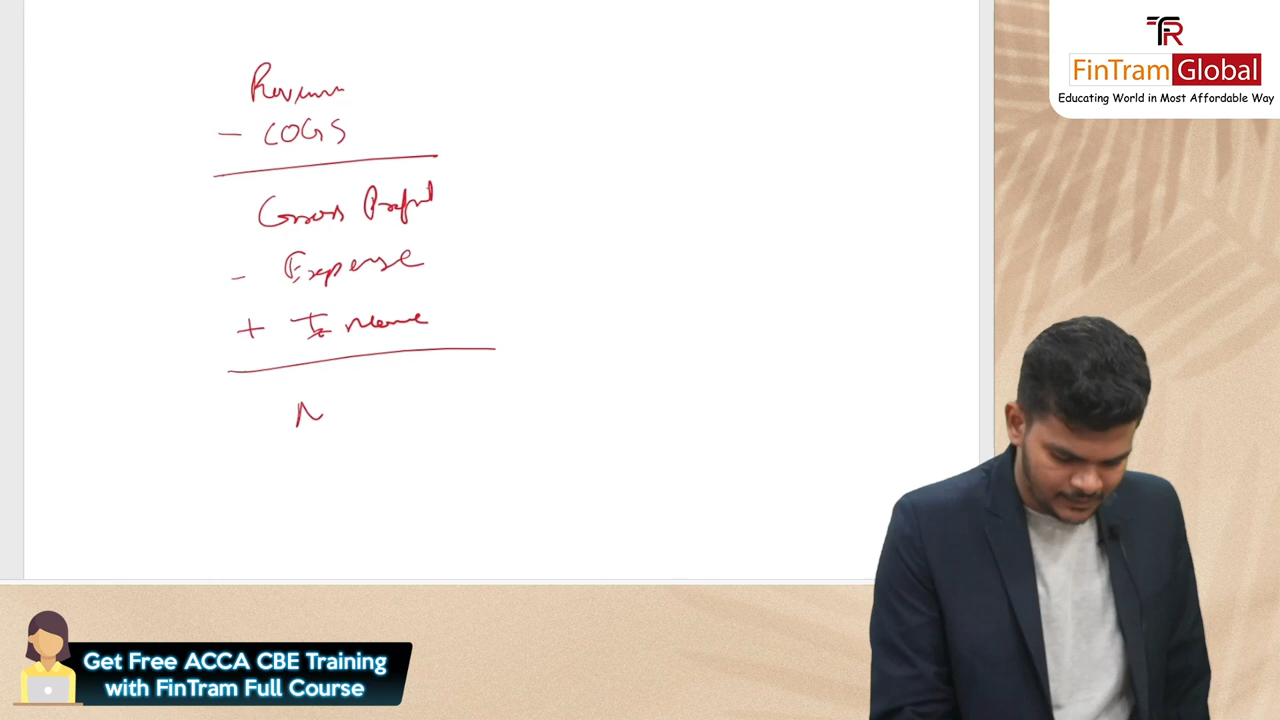 Revenue
- COGS
Gross Profit
- Expense
+ Income
N
TR
FinTram Global
Educating World in Most Affordable Way
Get Free ACCA CBE Training
with FinTram Full Course